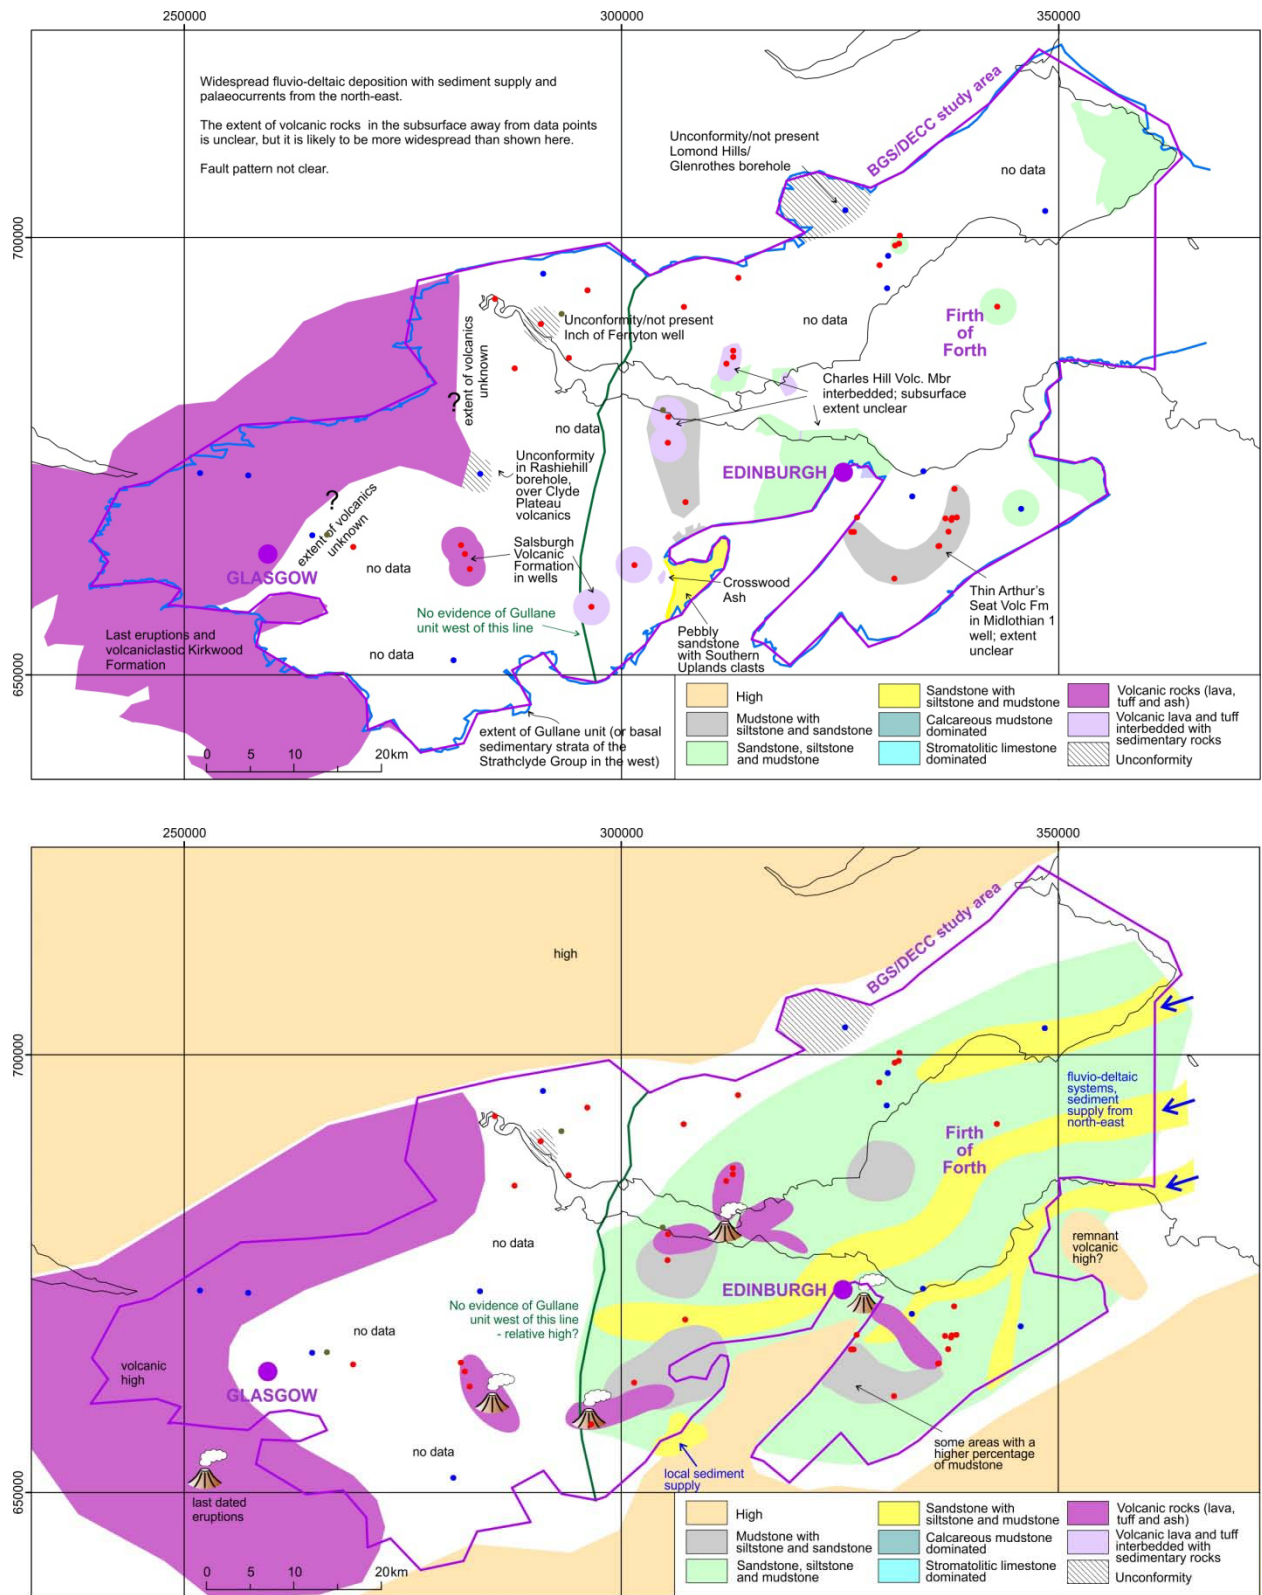 250000
300000
350000
Widespread fluvio-deltaic deposition with sediment supply and
palaeocurrents from the north-east.
The extent of volcanic rocks in the subsurface away from data points
is unclear, but it is likely to be more widespread than shown here.
Fault pattern not clear.
Unconformity/not present
Lomond Hills/
Glenrothes borehole
BGS/DECC study area
no data
700000
Unconformity/not present
Inch of Ferryton well
no data
Firth
of
Forth
extent of volcanics
unknown
?
Charles Hill Volc. Mbr
interbedded; subsurface
extent unclear
no data
Unconformity
in Rashiehill
borehole,
over Clyde
Plateau
volcanics
EDINBURGH
?
extent of volcanics
unknown
GLASGOW
no data
Salsburgh
Volcanic
Formation
in wells
Crosswood
Ash
Thin Arthur's
Seat Volc Fm
in Midlothian 1
well; extent
unclear
No evidence of Gullane
unit west of this line
Pebbly
sandstone
with Southern
Uplands clasts
Last eruptions and
volcaniclastic Kirkwood
Formation
no data
650000
extent of Gullane unit (or basal
sedimentary strata of the
Strathclyde Group in the west)
0 5 10 20km
High
Mudstone with
siltstone and sandstone
Sandstone, siltstone
and mudstone
Sandstone with
siltstone and mudstone
Calcareous mudstone
dominated
Stromatolitic limestone
dominated
Volcanic rocks (lava,
tuff and ash)
Volcanic lava and tuff
interbedded with
sedimentary rocks
Unconformity
250000
300000
350000
high
BGS/DECC study area
700000
fluvio-deltaic
systems,
sediment
supply from
north-east
Firth
of
Forth
no data
remnant
volcanic
high?
EDINBURGH
No evidence of Gullane
unit west of this line
- relative high?
no data
volcanic
high
GLASGOW
no data
some areas with a
higher percentage
of mudstone
local sediment
supply
650000
last dated
eruptions
0 5 10 20km
High
Mudstone with
siltstone and sandstone
Sandstone, siltstone
and mudstone
Sandstone with
siltstone and mudstone
Calcareous mudstone
dominated
Stromatolitic limestone
dominated
Volcanic rocks (lava,
tuff and ash)
Volcanic lava and tuff
interbedded with
sedimentary rocks
Unconformity